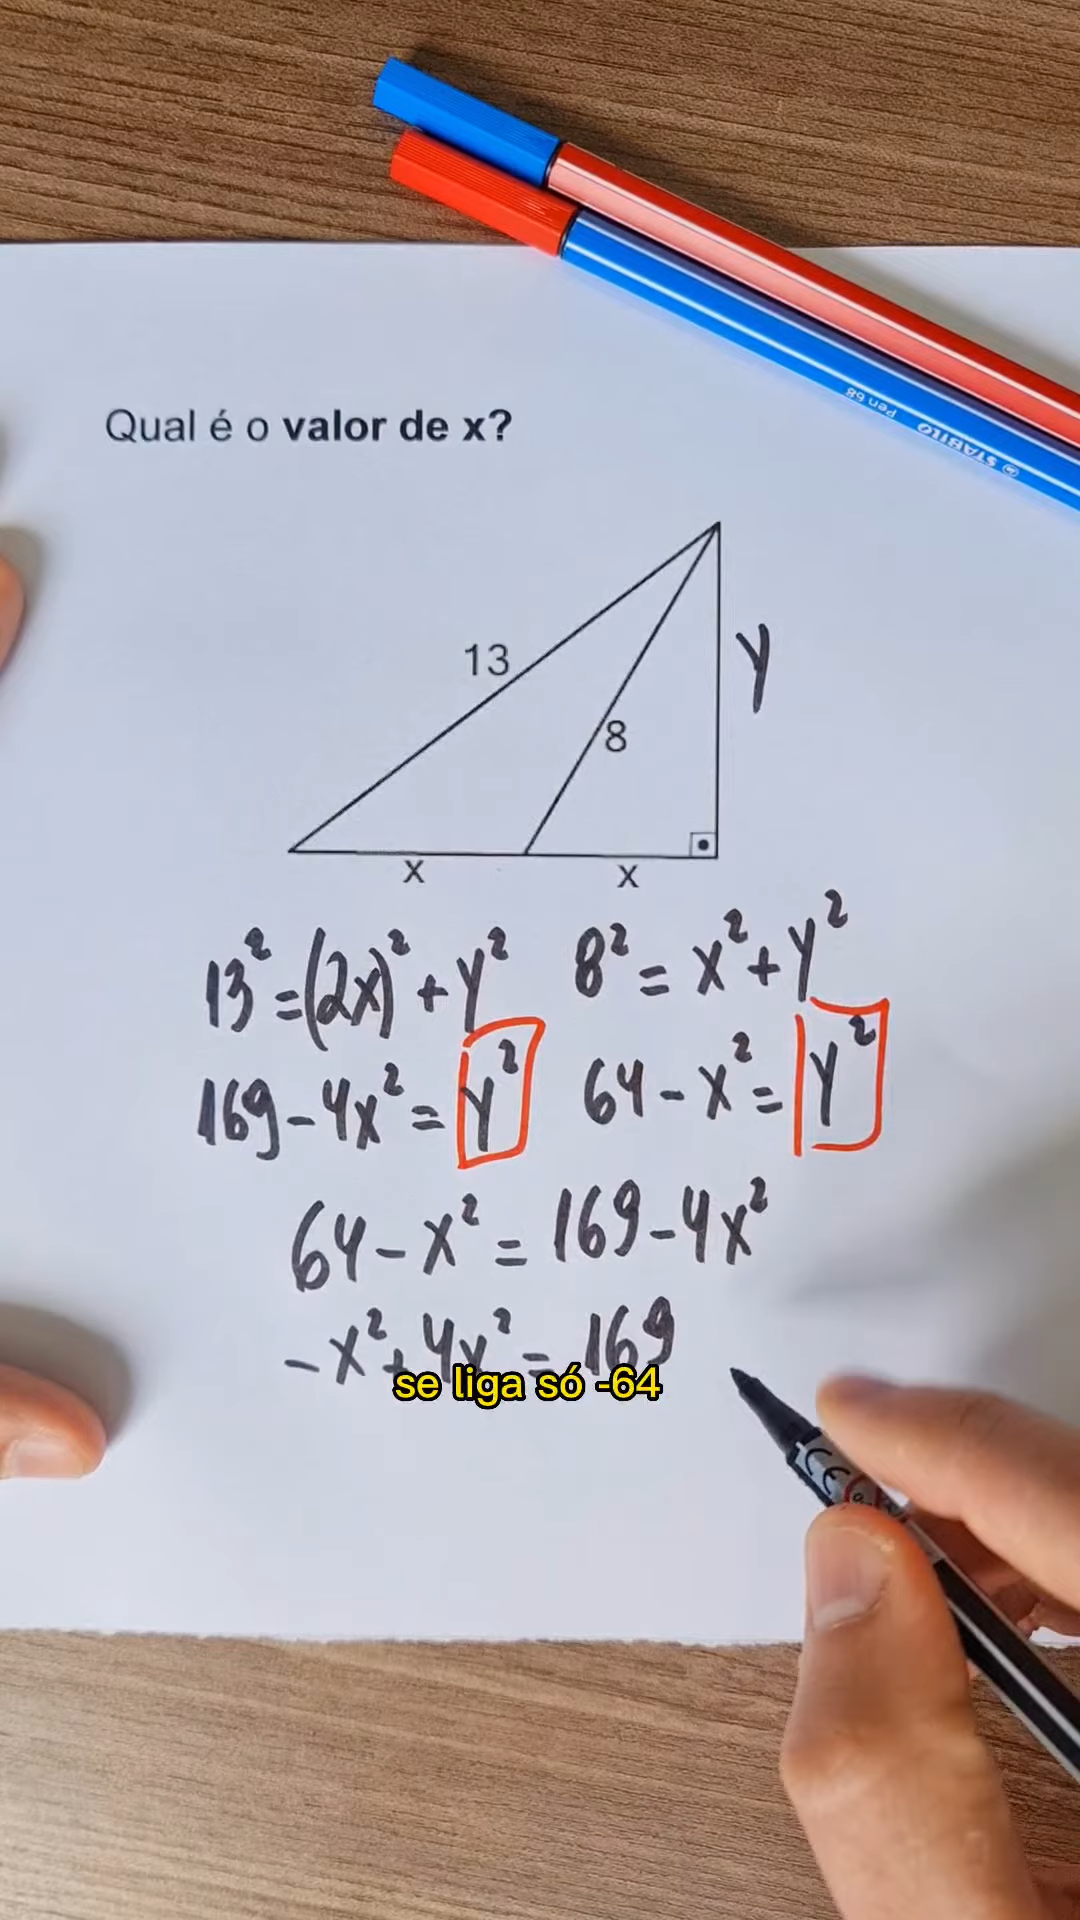 Pen 68
STABILO
Qual é o valor de x?
13
y
8
x
x
13² = (2x)² + y²
8² = x² + y²
169 - 4x² = y²
64 - x² = y²
64 - x² = 169 - 4x²
- x² + 4x² = 169
se liga só -64
CE